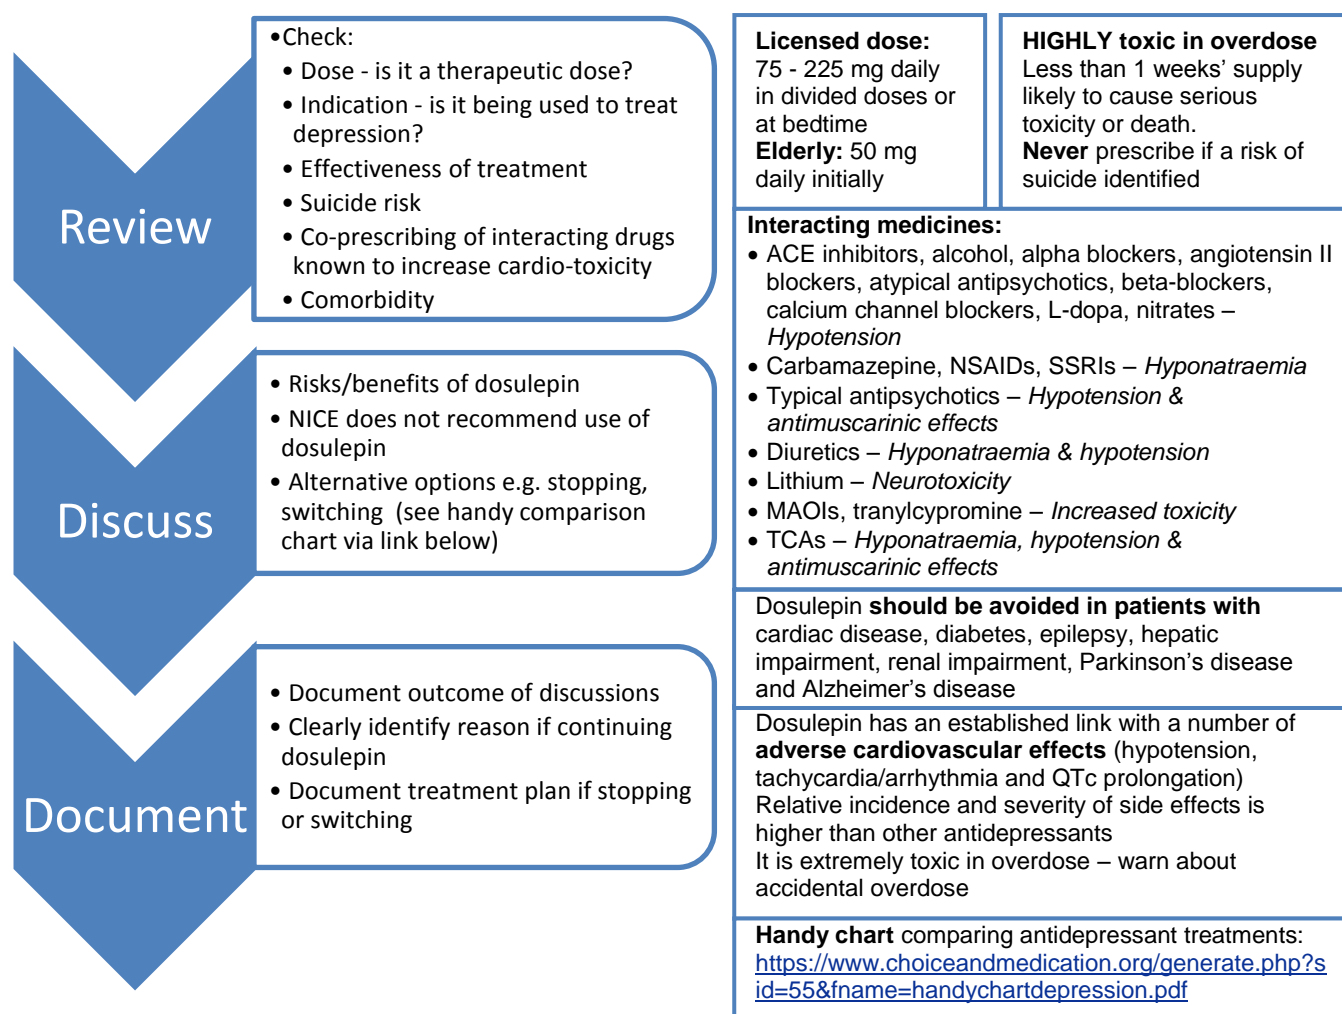 Review
•Check:
• Dose - is it a therapeutic dose?
• Indication - is it being used to treat
depression?
• Effectiveness of treatment
• Suicide risk
• Co-prescribing of interacting drugs
known to increase cardio-toxicity
• Comorbidity
Discuss
• Risks/benefits of dosulepin
• NICE does not recommend use of
dosulepin
• Alternative options e.g. stopping,
switching (see handy comparison
chart via link below)
Document
• Document outcome of discussions
• Clearly identify reason if continuing
dosulepin
• Document treatment plan if stopping
or switching
Licensed dose:
75 - 225 mg daily
in divided doses or
at bedtime
Elderly: 50 mg
daily initially
HIGHLY toxic in overdose
Less than 1 weeks’ supply
likely to cause serious
toxicity or death.
Never prescribe if a risk of
suicide identified
Interacting medicines:
• ACE inhibitors, alcohol, alpha blockers, angiotensin II
blockers, atypical antipsychotics, beta-blockers,
calcium channel blockers, L-dopa, nitrates –
Hypotension
• Carbamazepine, NSAIDs, SSRIs – Hyponatraemia
• Typical antipsychotics – Hypotension &
antimuscarinic effects
• Diuretics – Hyponatraemia & hypotension
• Lithium – Neurotoxicity
• MAOIs, tranylcypromine – Increased toxicity
• TCAs – Hyponatraemia, hypotension &
antimuscarinic effects
Dosulepin should be avoided in patients with
cardiac disease, diabetes, epilepsy, hepatic
impairment, renal impairment, Parkinson’s disease
and Alzheimer’s disease
Dosulepin has an established link with a number of
adverse cardiovascular effects (hypotension,
tachycardia/arrhythmia and QTc prolongation)
Relative incidence and severity of side effects is
higher than other antidepressants
It is extremely toxic in overdose – warn about
accidental overdose
Handy chart comparing antidepressant treatments:
https://www.choiceandmedication.org/generate.php?s
id=55&fname=handychartdepression.pdf